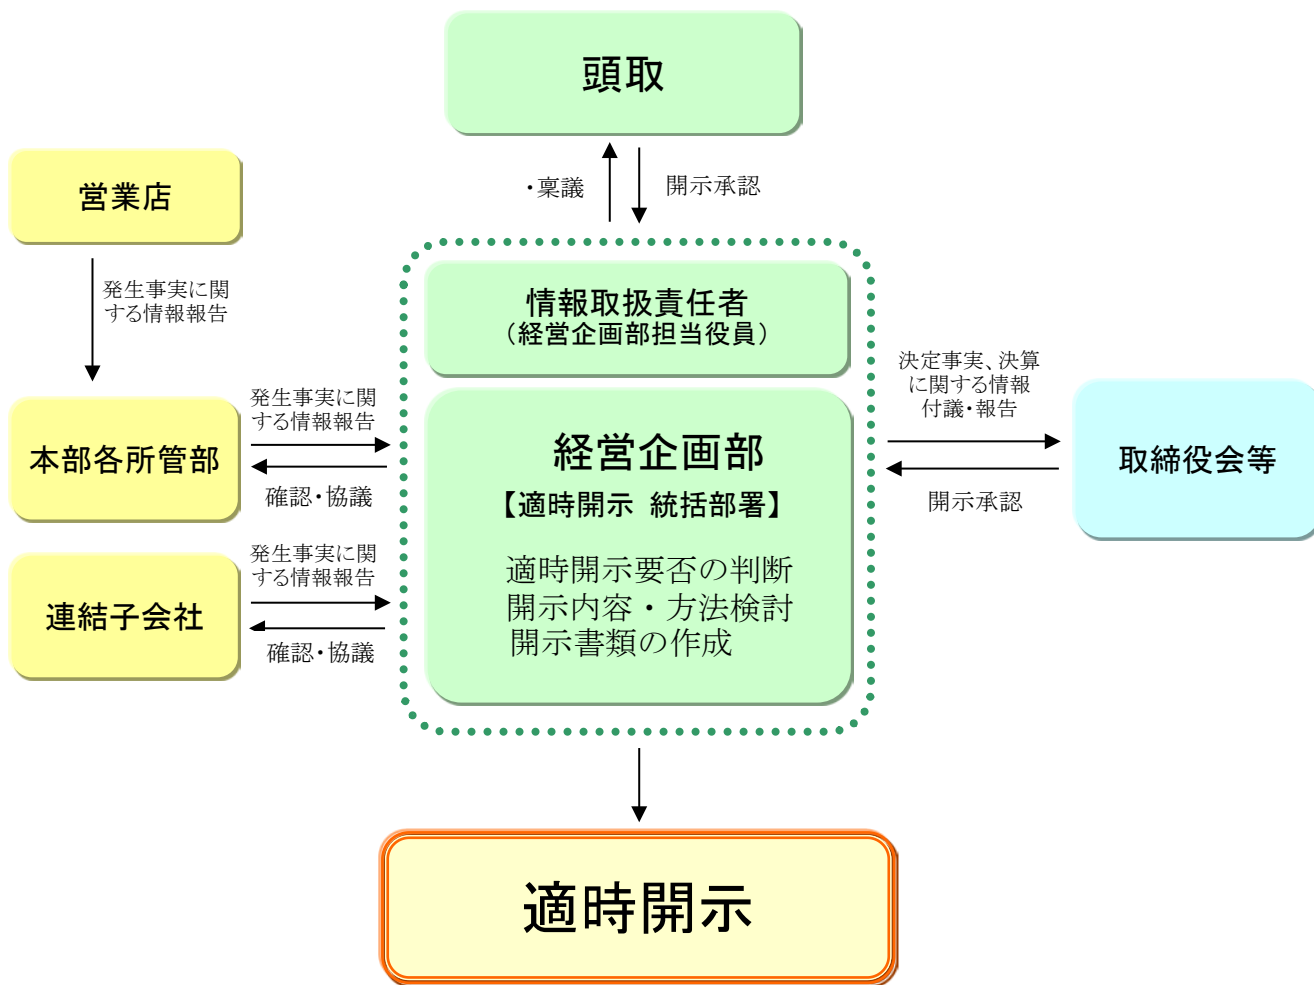 頭取
・稟議
開示承認
営業店
発生事実に関
する情報報告
情報取扱責任者
（経営企画部担当役員）
本部各所管部
発生事実に関
する情報報告
確認・協議
経営企画部
【適時開示 統括部署】
適時開示要否の判断
開示内容・方法検討
開示書類の作成
決定事実、決算
に関する情報
付議・報告
開示承認
取締役会等
連結子会社
発生事実に関
する情報報告
確認・協議
適時開示